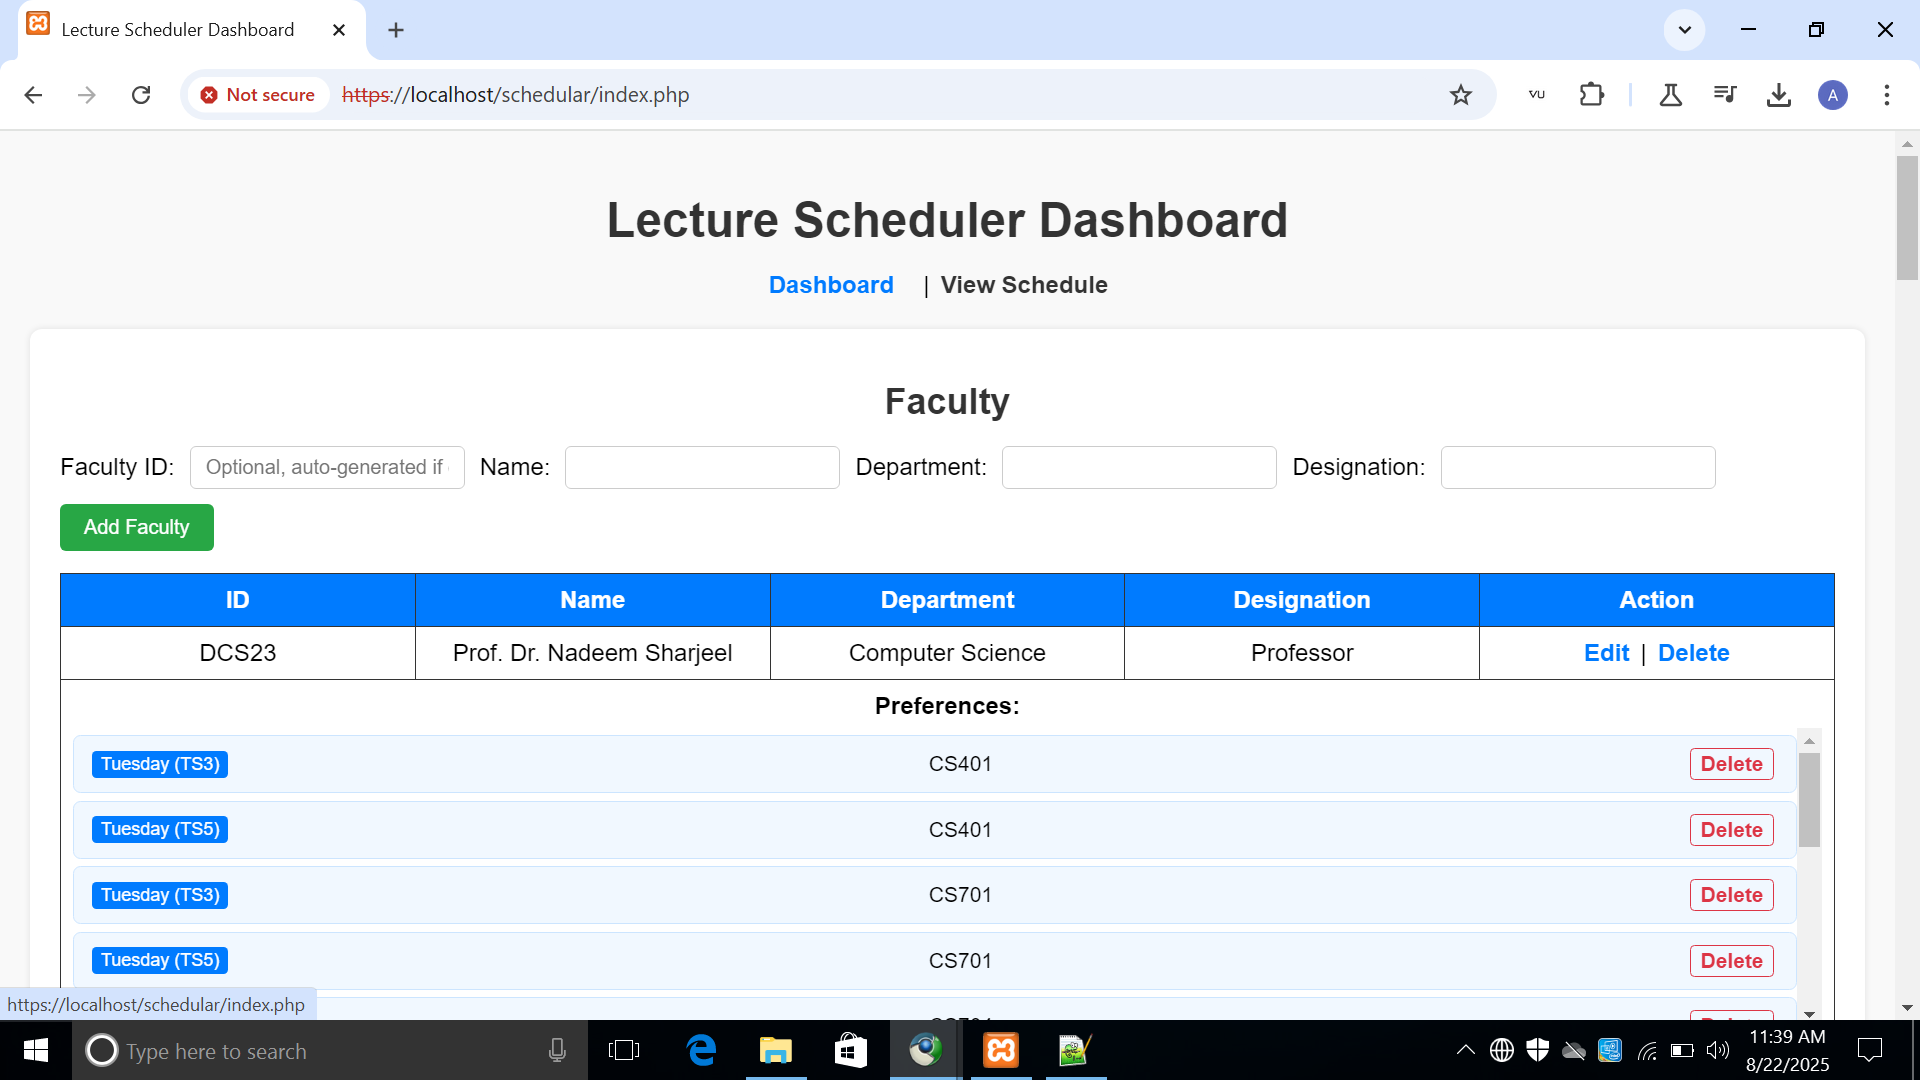 Lecture Scheduler Dashboard
Not secure https://localhost/schedular/index.php
VU
A
Lecture Scheduler Dashboard
Dashboard | View Schedule
Faculty
Faculty ID: Optional, auto-generated if Name: Department: Designation:
Add Faculty
ID Name Department Designation Action
DCS23 Prof. Dr. Nadeem Sharjeel Computer Science Professor Edit | Delete
Preferences:
Tuesday (TS3) CS401 Delete
Tuesday (TS5) CS401 Delete
Tuesday (TS3) CS701 Delete
Tuesday (TS5) CS701 Delete
https://localhost/schedular/index.php
Type here to search
11:39 AM
8/22/2025